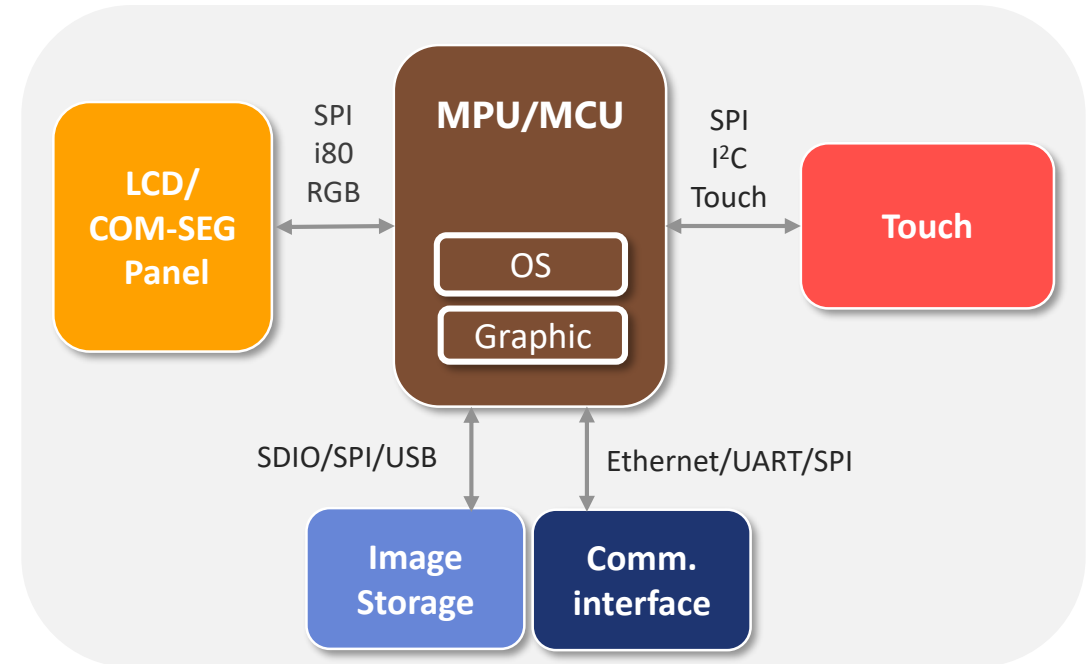 LCD/
COM-SEG
Panel
SPI
i80
RGB
MPU/MCU
OS
Graphic
SPI
I²C
Touch
Touch
SDIO/SPI/USB
Ethernet/UART/SPI
Image
Storage
Comm.
interface